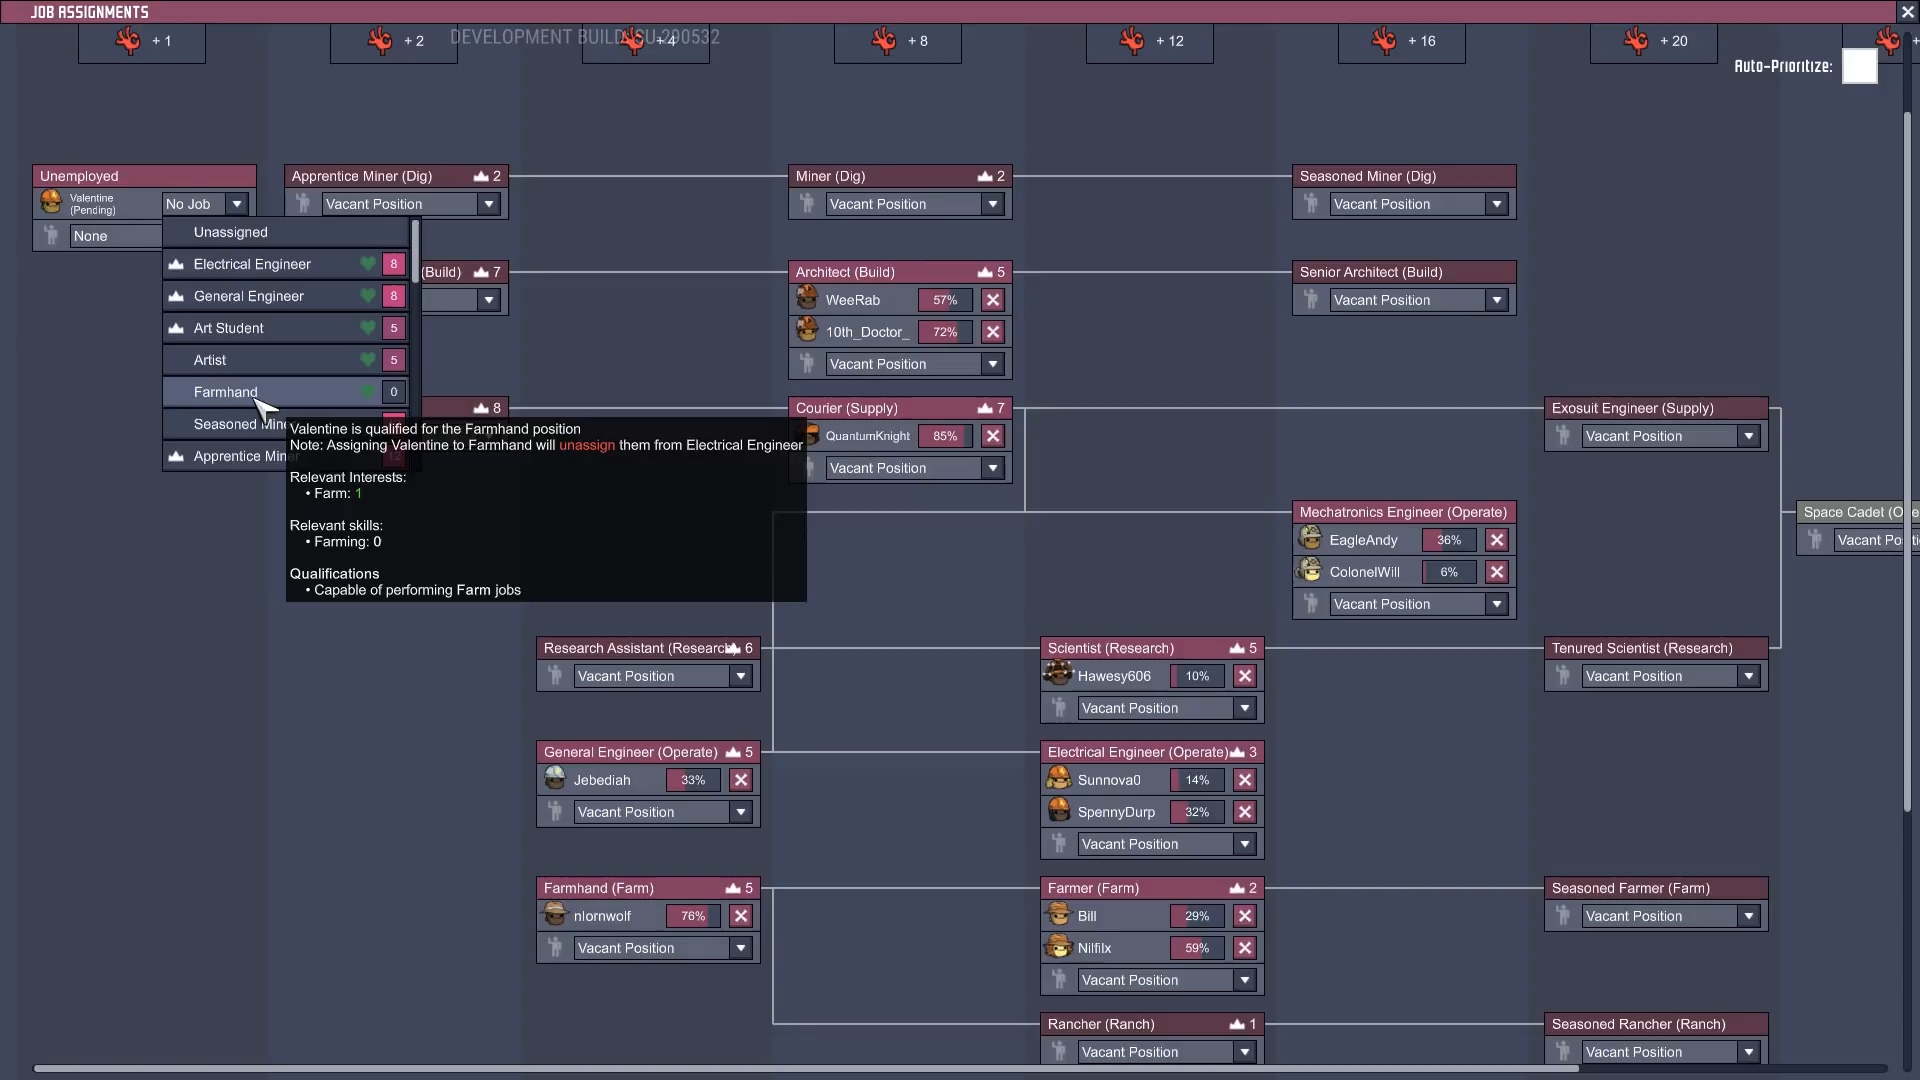 JOB ASSIGNMENTS
+ 1
+ 2
DEVELOPMENT BUILD
+ 4
290532
+ 8
+ 12
+ 16
+ 20
Auto-Prioritize:
Unemployed
Valentine
(Pending)
No Job
None
Apprentice Miner (Dig) 2
Vacant Position
Miner (Dig) 2
Vacant Position
Seasoned Miner (Dig)
Vacant Position
Unassigned
Electrical Engineer 8
General Engineer 8
Art Student 5
Artist 5
Farmhand 0
Seasoned Mine
Apprentice Mine 12
(Build) 7
Architect (Build) 5
WeeRab 57%
10th_Doctor_ 72%
Vacant Position
Senior Architect (Build)
Vacant Position
8
Courier (Supply) 7
QuantumKnight 85%
Vacant Position
Exosuit Engineer (Supply)
Vacant Position
Valentine is qualified for the Farmhand position
Note: Assigning Valentine to Farmhand will unassign them from Electrical Engineer
Relevant Interests:
• Farm: 1
Relevant skills:
• Farming: 0
Qualifications
• Capable of performing Farm jobs
Mechatronics Engineer (Operate)
EagleAndy 36%
ColonelWill 6%
Vacant Position
Space Cadet (Ope
Vacant Positi
Research Assistant (Research) 6
Vacant Position
Scientist (Research) 5
Hawesy606 10%
Vacant Position
Tenured Scientist (Research)
Vacant Position
General Engineer (Operate) 5
Jebediah 33%
Vacant Position
Electrical Engineer (Operate) 3
Sunnova0 14%
SpennyDurp 32%
Vacant Position
Farmhand (Farm) 5
nlornwolf 76%
Vacant Position
Farmer (Farm) 2
Bill 29%
Nilfilx 59%
Vacant Position
Seasoned Farmer (Farm)
Vacant Position
Rancher (Ranch) 1
Vacant Position
Seasoned Rancher (Ranch)
Vacant Position